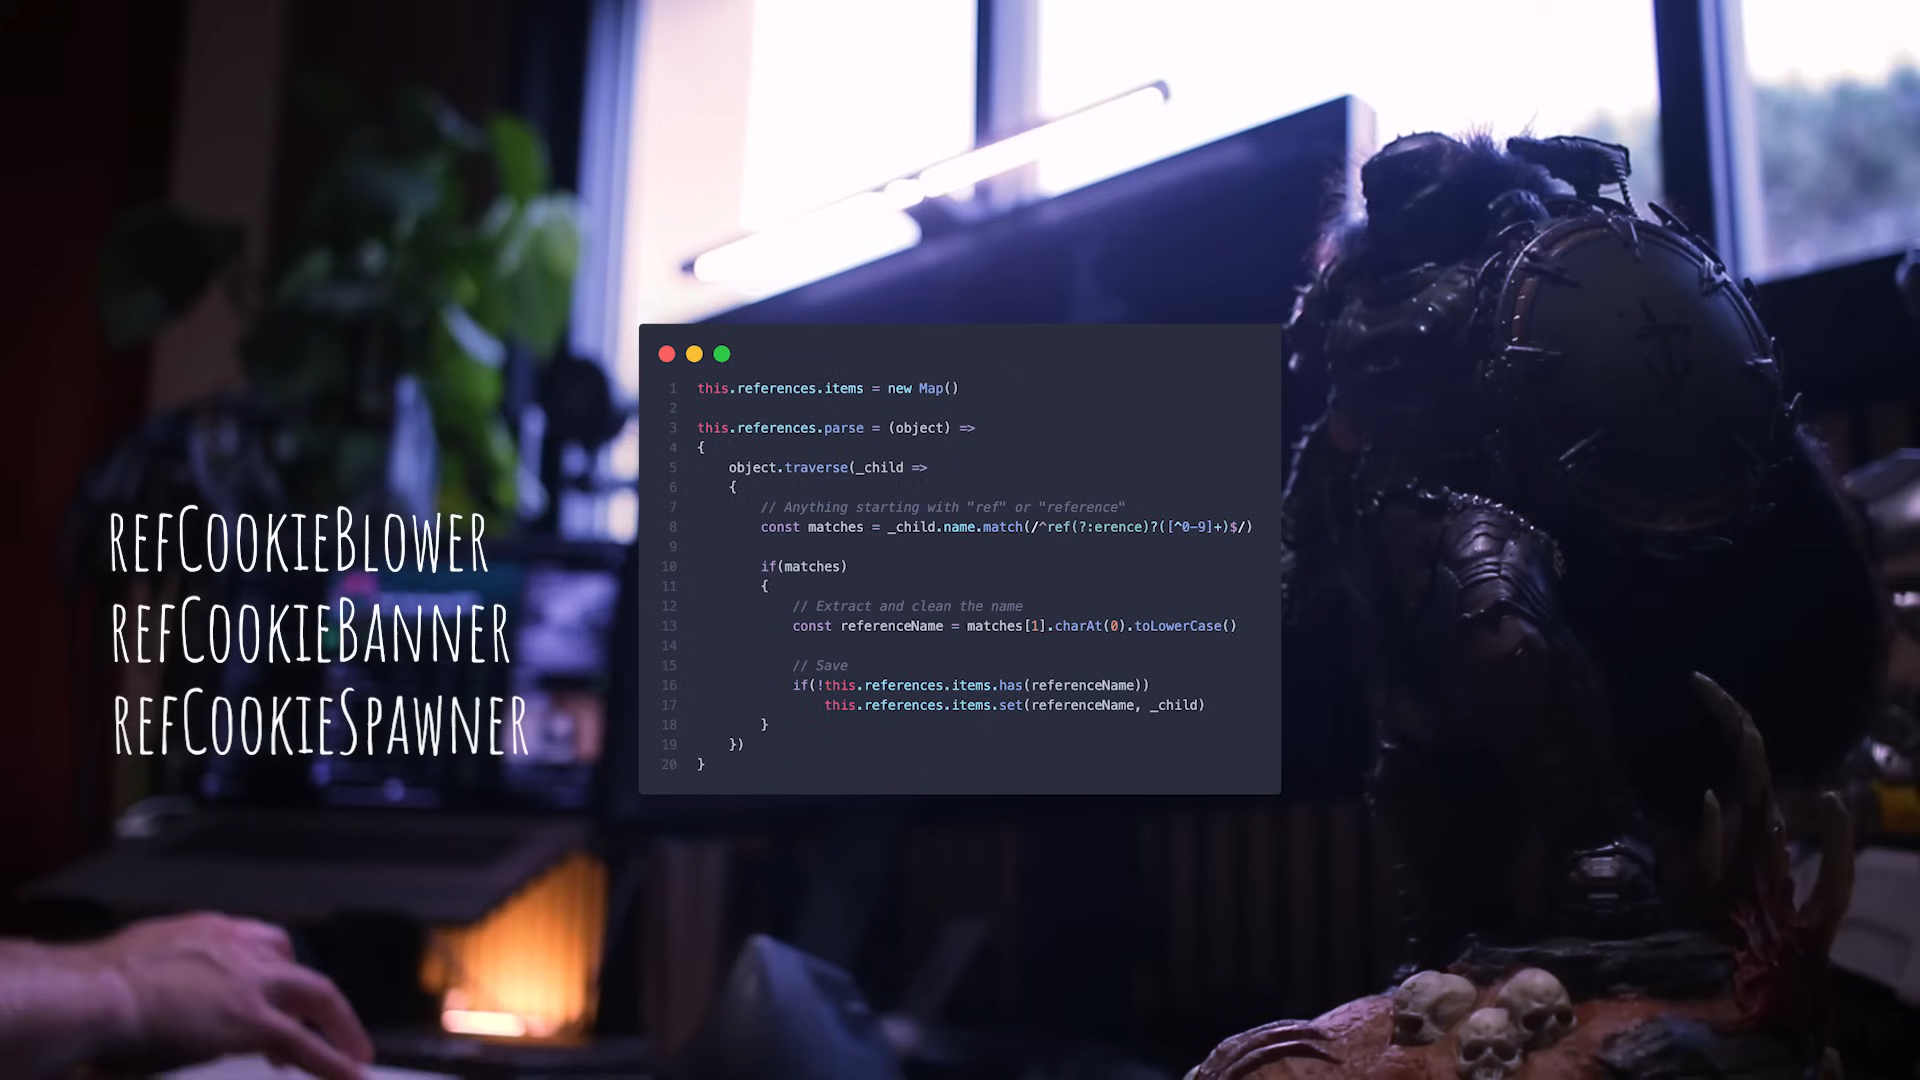 refCookieBlower
refCookieBanner
refCookieSpawner
1 this.references.items = new Map()
2
3 this.references.parse = (object) =>
4 {
5 object.traverse(_child =>
6 {
7 // Anything starting with "ref" or "reference"
8 const matches = _child.name.match(/^ref(?:erence)?([^0-9]+)$/)
9
10 if(matches)
11 {
12 // Extract and clean the name
13 const referenceName = matches[1].charAt(0).toLowerCase()
14
15 // Save
16 if(!this.references.items.has(referenceName))
17 this.references.items.set(referenceName, _child)
18 }
19 })
20 }